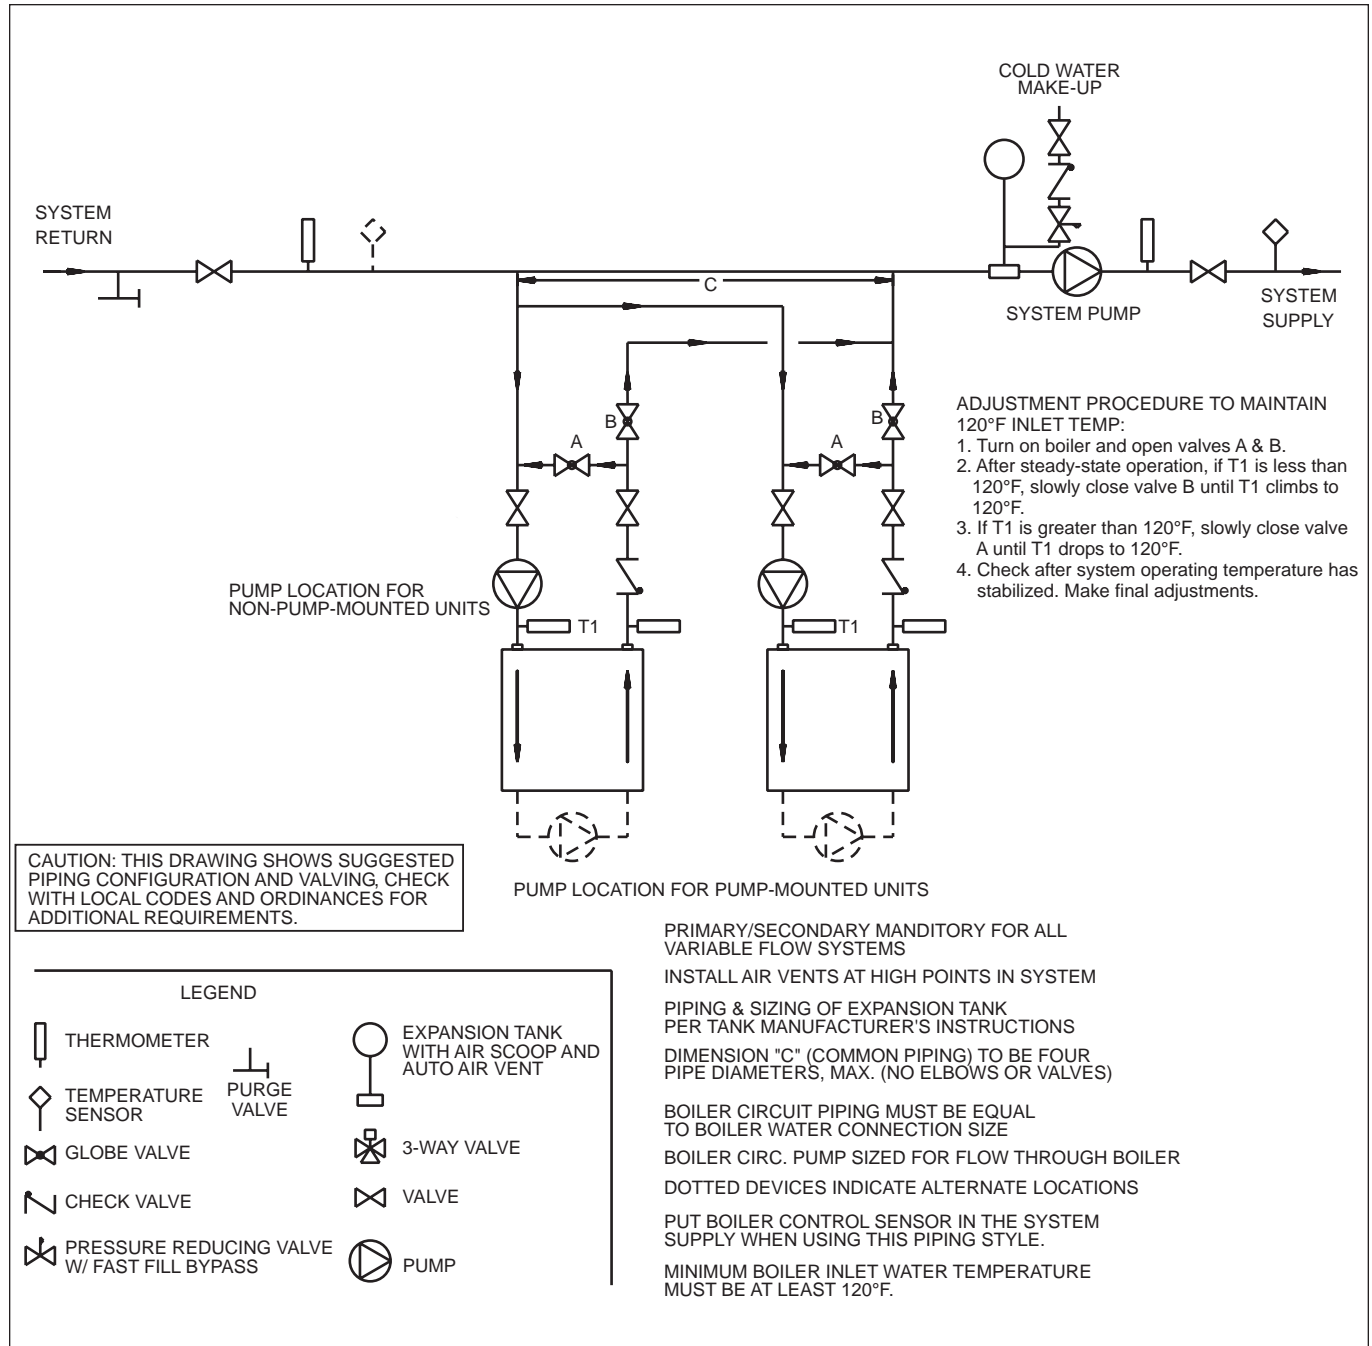 COLD WATER
MAKE-UP
SYSTEM
RETURN
C
SYSTEM PUMP
SYSTEM
SUPPLY
B
A
B
A
ADJUSTMENT PROCEDURE TO MAINTAIN
120°F INLET TEMP:
1. Turn on boiler and open valves A & B.
2. After steady-state operation, if T1 is less than
120°F, slowly close valve B until T1 climbs to
120°F.
3. If T1 is greater than 120°F, slowly close valve
A until T1 drops to 120°F.
4. Check after system operating temperature has
stabilized. Make final adjustments.
PUMP LOCATION FOR
NON-PUMP-MOUNTED UNITS
T1
T1
CAUTION: THIS DRAWING SHOWS SUGGESTED
PIPING CONFIGURATION AND VALVING, CHECK
WITH LOCAL CODES AND ORDINANCES FOR
ADDITIONAL REQUIREMENTS.
PUMP LOCATION FOR PUMP-MOUNTED UNITS
LEGEND
THERMOMETER
TEMPERATURE
SENSOR
GLOBE VALVE
CHECK VALVE
PRESSURE REDUCING VALVE
W/ FAST FILL BYPASS
PURGE
VALVE
EXPANSION TANK
WITH AIR SCOOP AND
AUTO AIR VENT
3-WAY VALVE
VALVE
PUMP
PRIMARY/SECONDARY MANDITORY FOR ALL
VARIABLE FLOW SYSTEMS
INSTALL AIR VENTS AT HIGH POINTS IN SYSTEM
PIPING & SIZING OF EXPANSION TANK
PER TANK MANUFACTURER'S INSTRUCTIONS
DIMENSION "C" (COMMON PIPING) TO BE FOUR
PIPE DIAMETERS, MAX. (NO ELBOWS OR VALVES)
BOILER CIRCUIT PIPING MUST BE EQUAL
TO BOILER WATER CONNECTION SIZE
BOILER CIRC. PUMP SIZED FOR FLOW THROUGH BOILER
DOTTED DEVICES INDICATE ALTERNATE LOCATIONS
PUT BOILER CONTROL SENSOR IN THE SYSTEM
SUPPLY WHEN USING THIS PIPING STYLE.
MINIMUM BOILER INLET WATER TEMPERATURE
MUST BE AT LEAST 120°F.